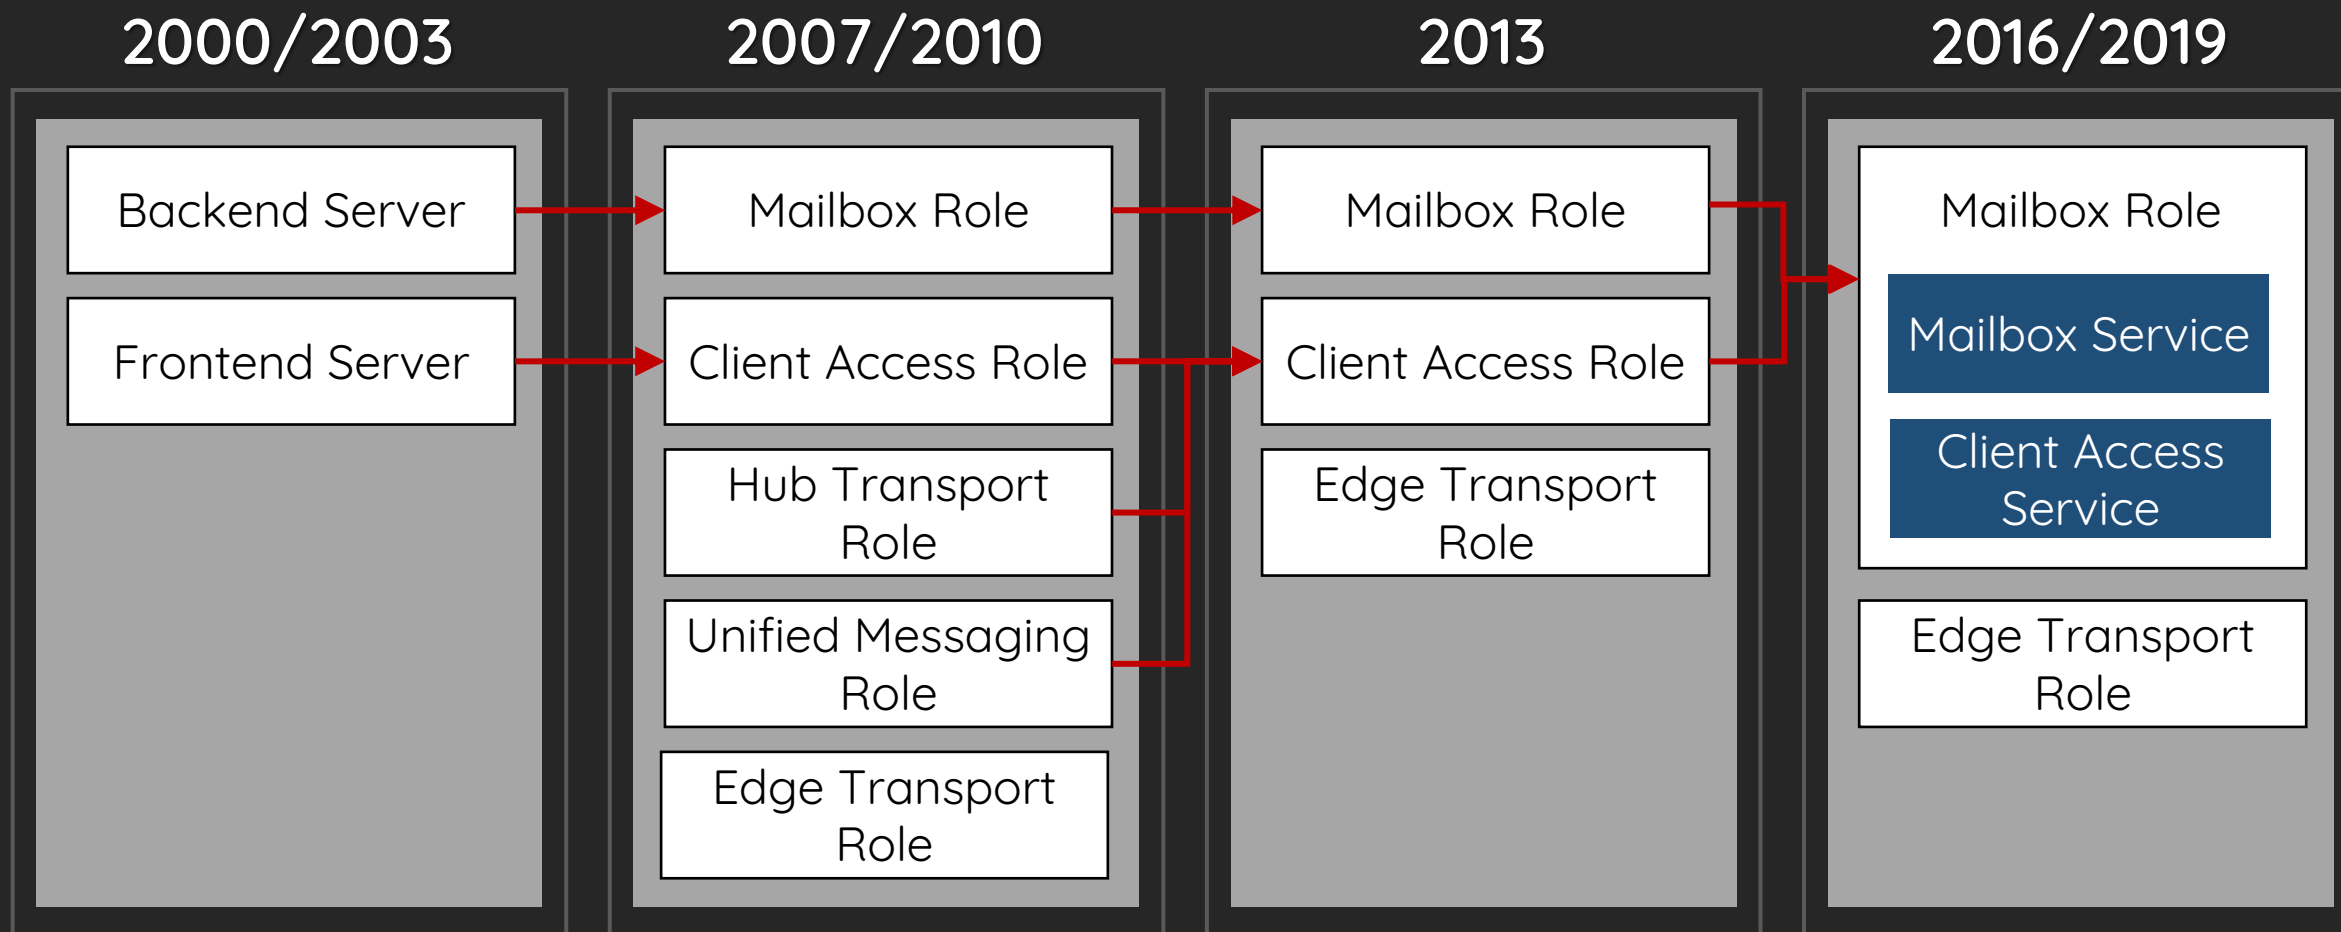 2000/2003
Backend Server
Frontend Server
2007/2010
Mailbox Role
Client Access Role
Hub Transport
Role
Unified Messaging
Role
Edge Transport
Role
2013
Mailbox Role
Client Access Role
Edge Transport
Role
2016/2019
Mailbox Role
Mailbox Service
Client Access
Service
Edge Transport
Role